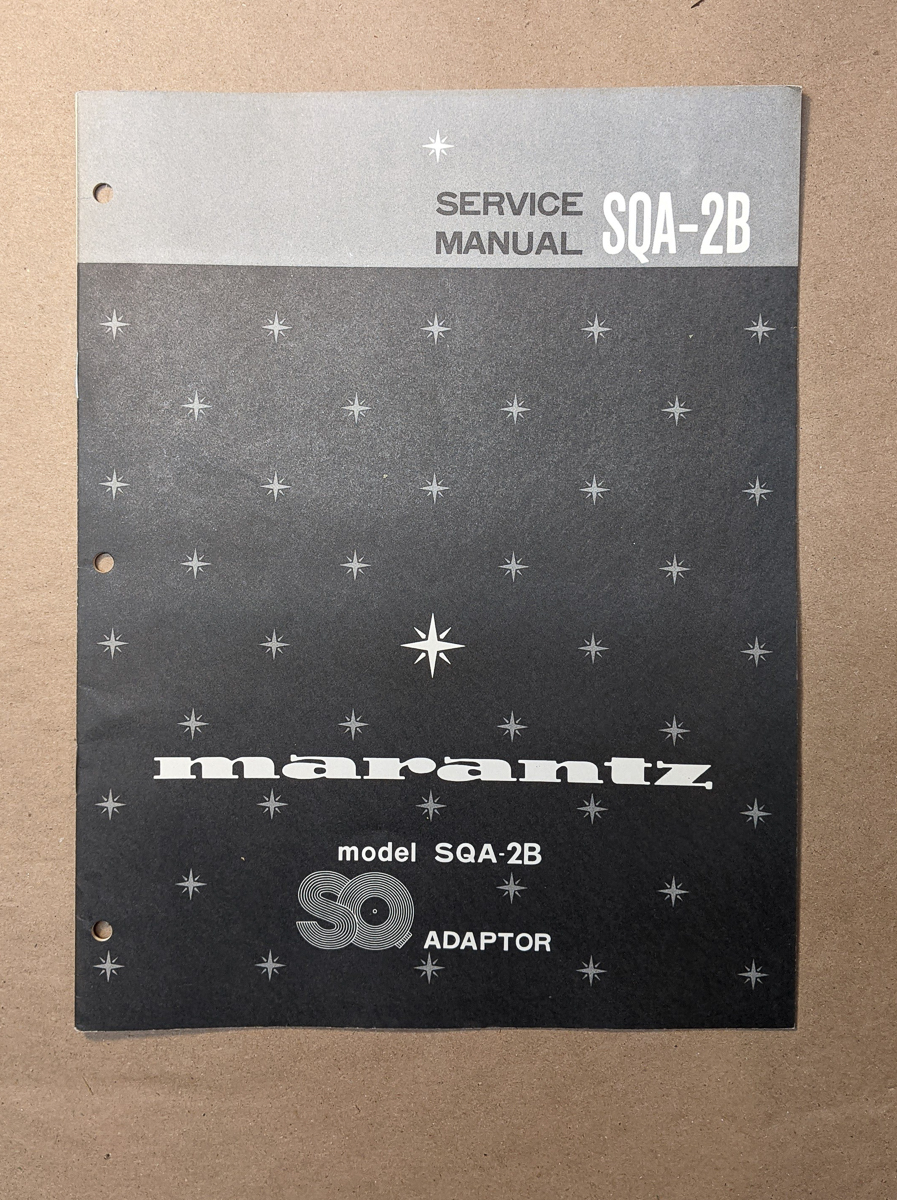 SERVICE
MANUAL SQA-2B
marantz
model SQA-2B
SQ ADAPTOR